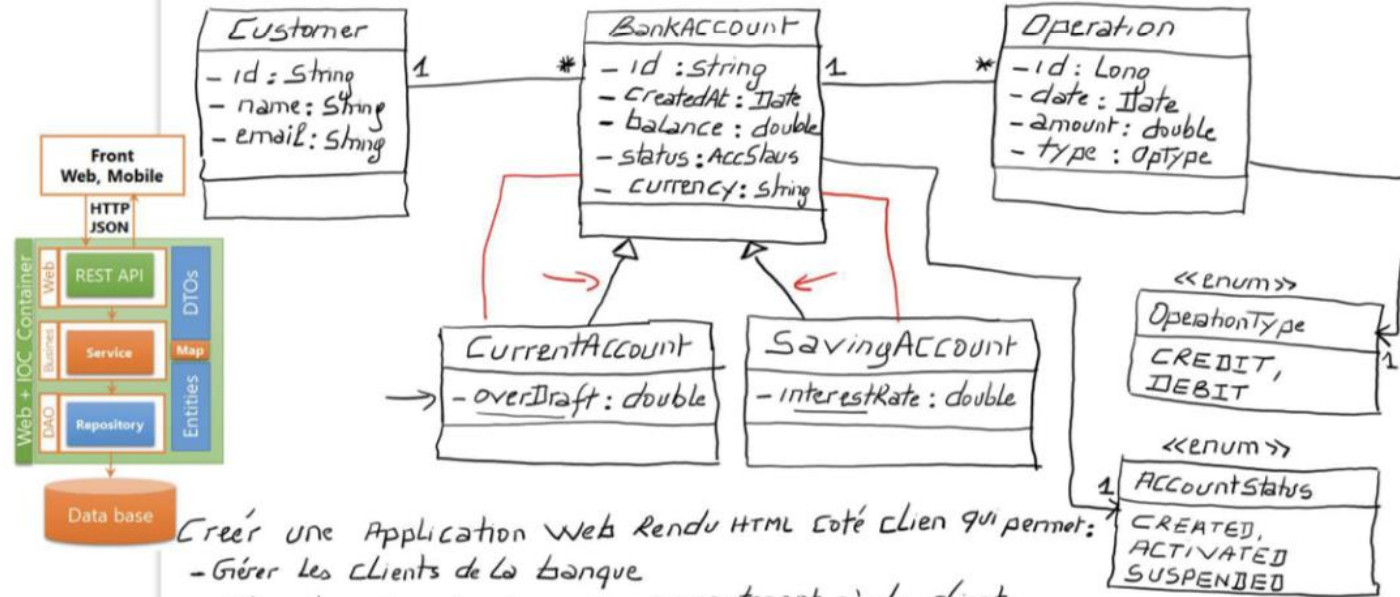 Customer
- id : String
- name : String
- email : String
1
*
BankAccount
- id : String
- createdAt : Date
- balance : double
- status : AccStaus
- currency : String
1
*
Operation
- id : Long
- date : Date
- amount : double
- type : OpType
Front
Web, Mobile
HTTP
JSON
Web + IOC Container
Web
REST API
DTOs
Busines
Service
Map
DAO
Repository
Entities
Data base
CurrentAccount
- overDraft : double
SavingAccount
- interestRate : double
<<enum>>
OperationType
CREDIT,
DEBIT
1
<<enum>>
1
AccountStatus
CREATED,
ACTIVATED
SUSPENDED
Creér une Application Web Rendu HTML Coté Clien qui permet:
- Gérer Les clients de La banque
client